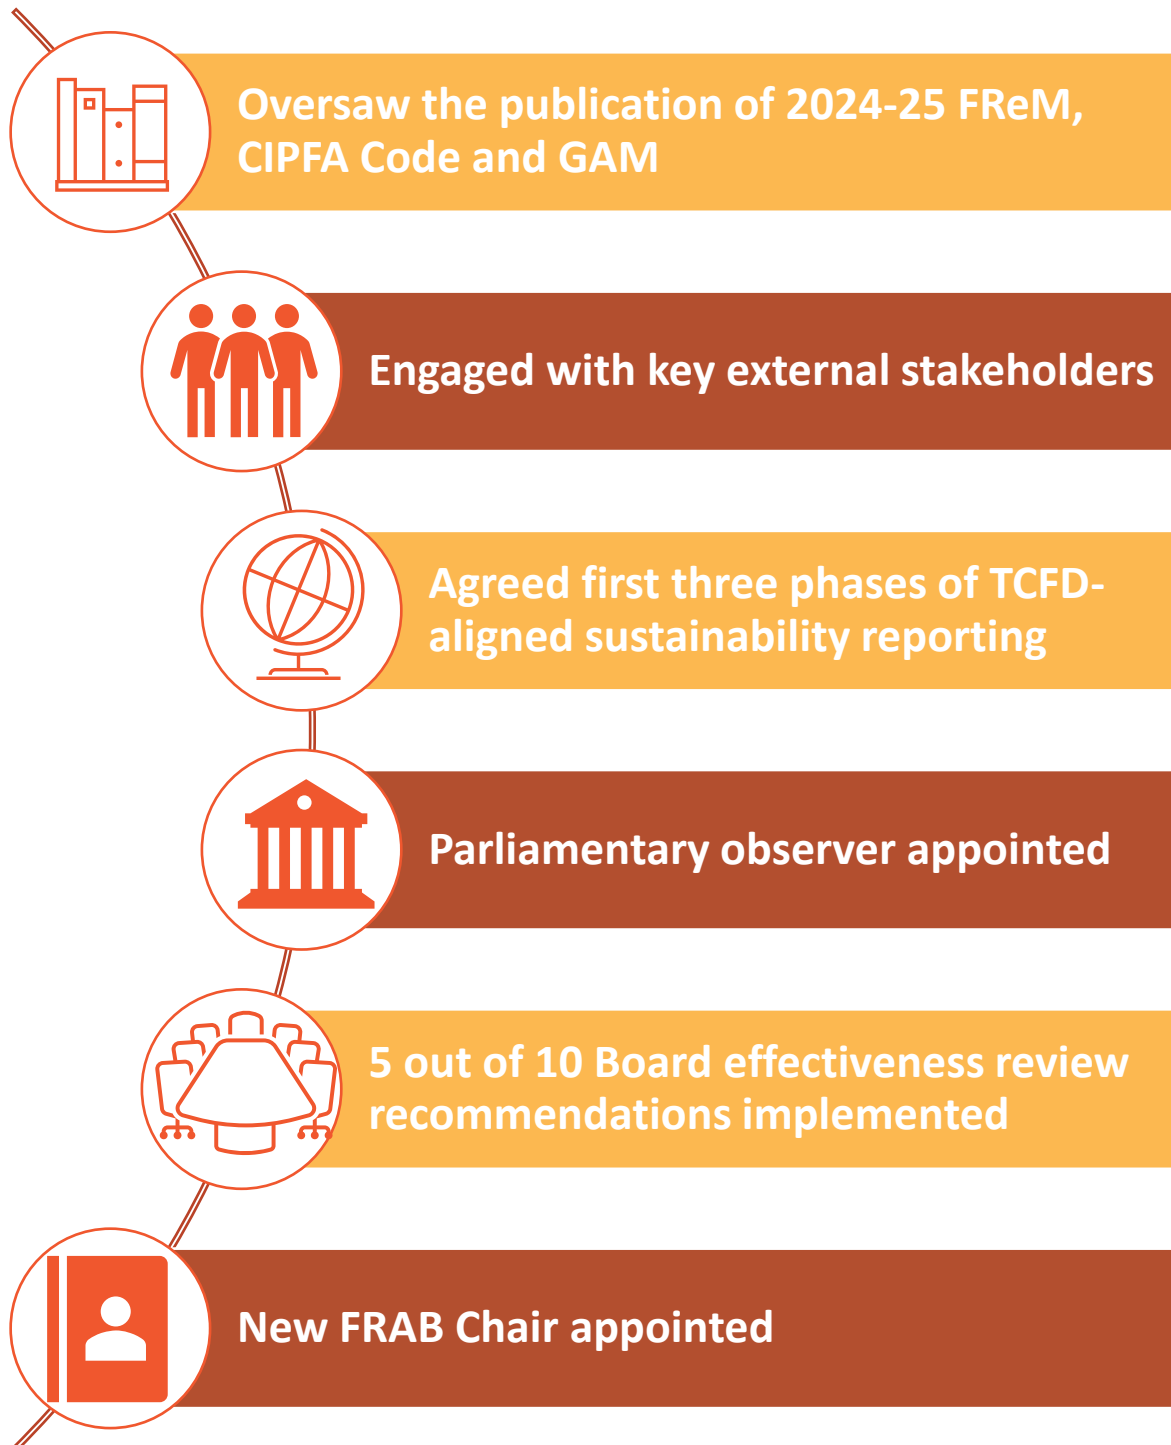 Oversaw the publication of 2024-25 FReM,
CIPFA Code and GAM
Engaged with key external stakeholders
Agreed first three phases of TCFD-
aligned sustainability reporting
Parliamentary observer appointed
5 out of 10 Board effectiveness review
recommendations implemented
New FRAB Chair appointed